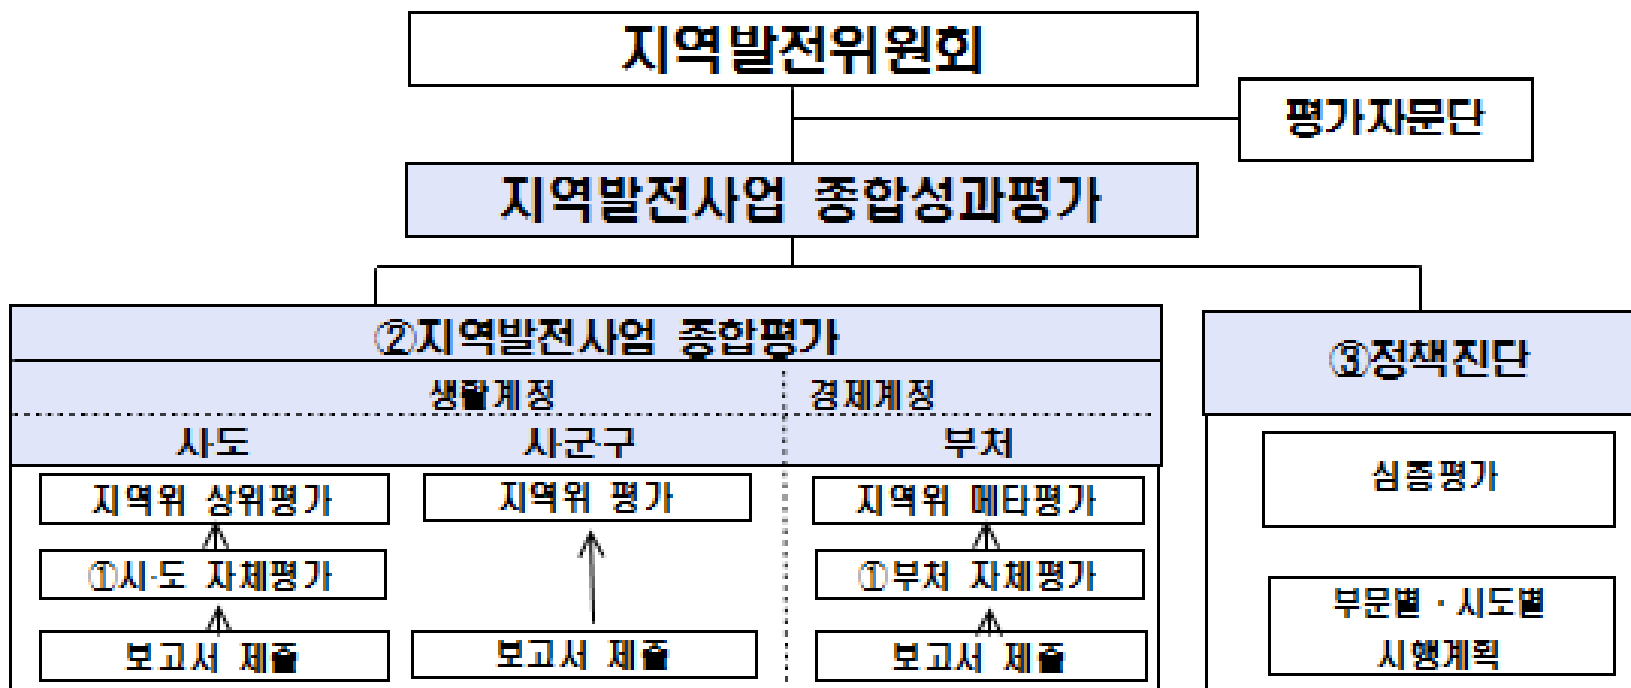 지역발전위원회
평가자문단
지역발전사업 종합성과평가
②지역발전사업 종합평가
생활계정 경제계정
시도 시군구 부처
지역위 상위평가 지역위 평가 지역위 메타평가
①시·도 자체평가 ①부처 자체평가
보고서 제출 보고서 제출 보고서 제출
③정책진단
심층평가
부문별 · 시도별
시행계획